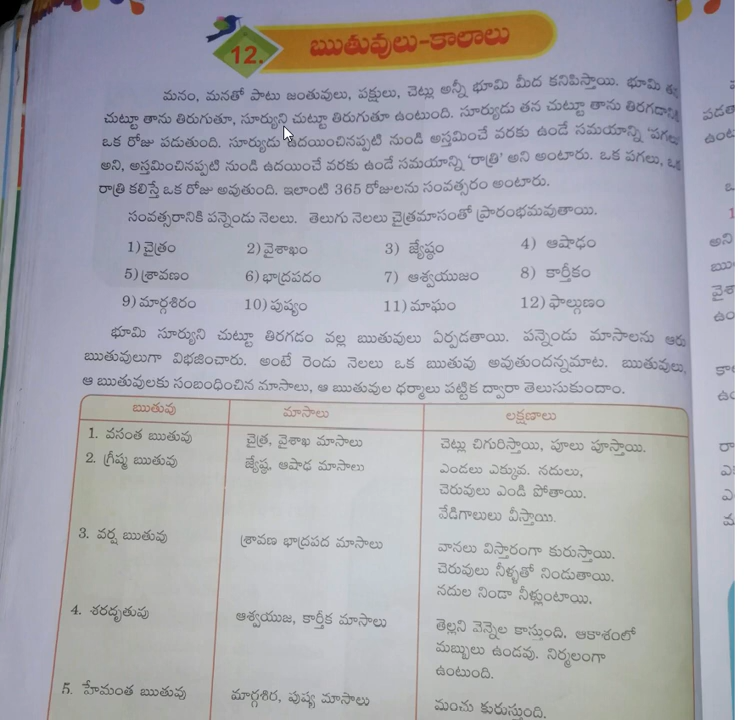 12. ఋతువులు-కాలాలు
మనం, మనతో పాటు జంతువులు, పక్షులు, చెట్లు అన్నీ భూమి మీద కనిపిస్తాయి. భూమి
చుట్టూ తాను తిరుగుతూ, సూర్యుని చుట్టూ తిరుగుతూ ఉంటుంది. సూర్యుడు తన చుట్టూ తాను తిరగడానికి
ఒక రోజు పడుతుంది. సూర్యుడు ఉదయించినప్పటి నుండి అస్తమించే వరకు ఉండే సమయాన్ని 'పగలు
అని, అస్తమించినప్పటి నుండి ఉదయించే వరకు ఉండే సమయాన్ని 'రాత్రి' అని అంటారు. ఒక పగలు, ఒక
రాత్రి కలిస్తే ఒక రోజు అవుతుంది. ఇలాంటి 365 రోజులను సంవత్సరం అంటారు.
సంవత్సరానికి పన్నెండు నెలలు. తెలుగు నెలలు చైత్రమాసంతో ప్రారంభమవుతాయి.
1) చైత్రం 2) వైశాఖం 3) జ్యేష్ఠం 4) ఆషాఢం
5) శ్రావణం 6) భాద్రపదం 7) ఆశ్వయుజం 8) కార్తీకం
9) మార్గశిరం 10) పుష్యం 11) మాఘం 12) ఫాల్గుణం
భూమి సూర్యుని చుట్టూ తిరగడం వల్ల ఋతువులు ఏర్పడతాయి. పన్నెండు మాసాలను ఆరు
ఋతువులుగా విభజించారు. అంటే రెండు నెలలు ఒక ఋతువు అవుతుందన్నమాట. ఋతువులు,
ఆ ఋతువులకు సంబంధించిన మాసాలు, ఆ ఋతువుల ధర్మాలు పట్టిక ద్వారా తెలుసుకుందాం.
ఋతువు మాసాలు లక్షణాలు
1. వసంత ఋతువు చైత్ర, వైశాఖ మాసాలు చెట్లు చిగురిస్తాయి, పూలు పూస్తాయి.
2. గ్రీష్మ ఋతువు జ్యేష్ఠ, ఆషాఢ మాసాలు ఎండలు ఎక్కువ. నదులు,
చెరువులు ఎండి పోతాయి.
వేడిగాలులు వీస్తాయి.
3. వర్ష ఋతువు శ్రావణ భాద్రపద మాసాలు వానలు విస్తారంగా కురుస్తాయి.
చెరువులు నీళ్ళతో నిండుతాయి.
నదుల నిండా నీళ్లుంటాయి.
4. శరదృతువు ఆశ్వయుజ, కార్తీక మాసాలు తెల్లని వెన్నెల కాస్తుంది. ఆకాశంలో
మబ్బులు ఉండవు. నిర్మలంగా
ఉంటుంది.
5. హేమంత ఋతువు మార్గశిర, పుష్య మాసాలు మంచు కురుస్తుంది.